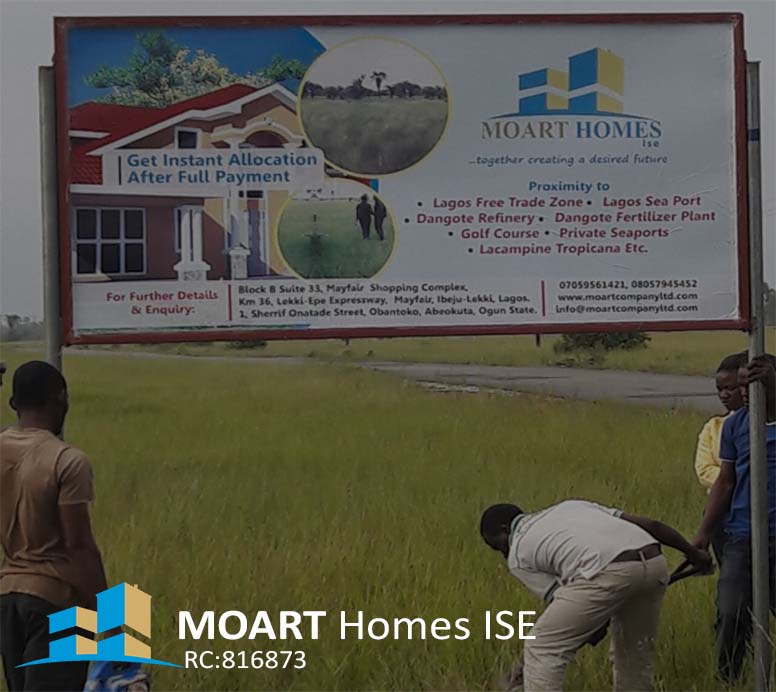 MOART HOMES
Ise
...together creating a desired future
Get Instant Allocation
After Full Payment
Proximity to
• Lagos Free Trade Zone • Lagos Sea Port
• Dangote Refinery • Dangote Fertilizer Plant
• Golf Course • Private Seaports
• Lacampine Tropicana Etc.
For Further Details
& Enquiry:
Block B Suite 33, Mayfair Shopping Complex,
Km 36, Lekki-Epe Expressway, Mayfair, Ibeju-Lekki, Lagos.
1, Sherrif Onatade Street, Obantoko, Abeokuta, Ogun State.
07059561421, 08057945452
www.moartcompanyltd.com
info@moartcompanyltd.com
MOART Homes ISE
RC:816873